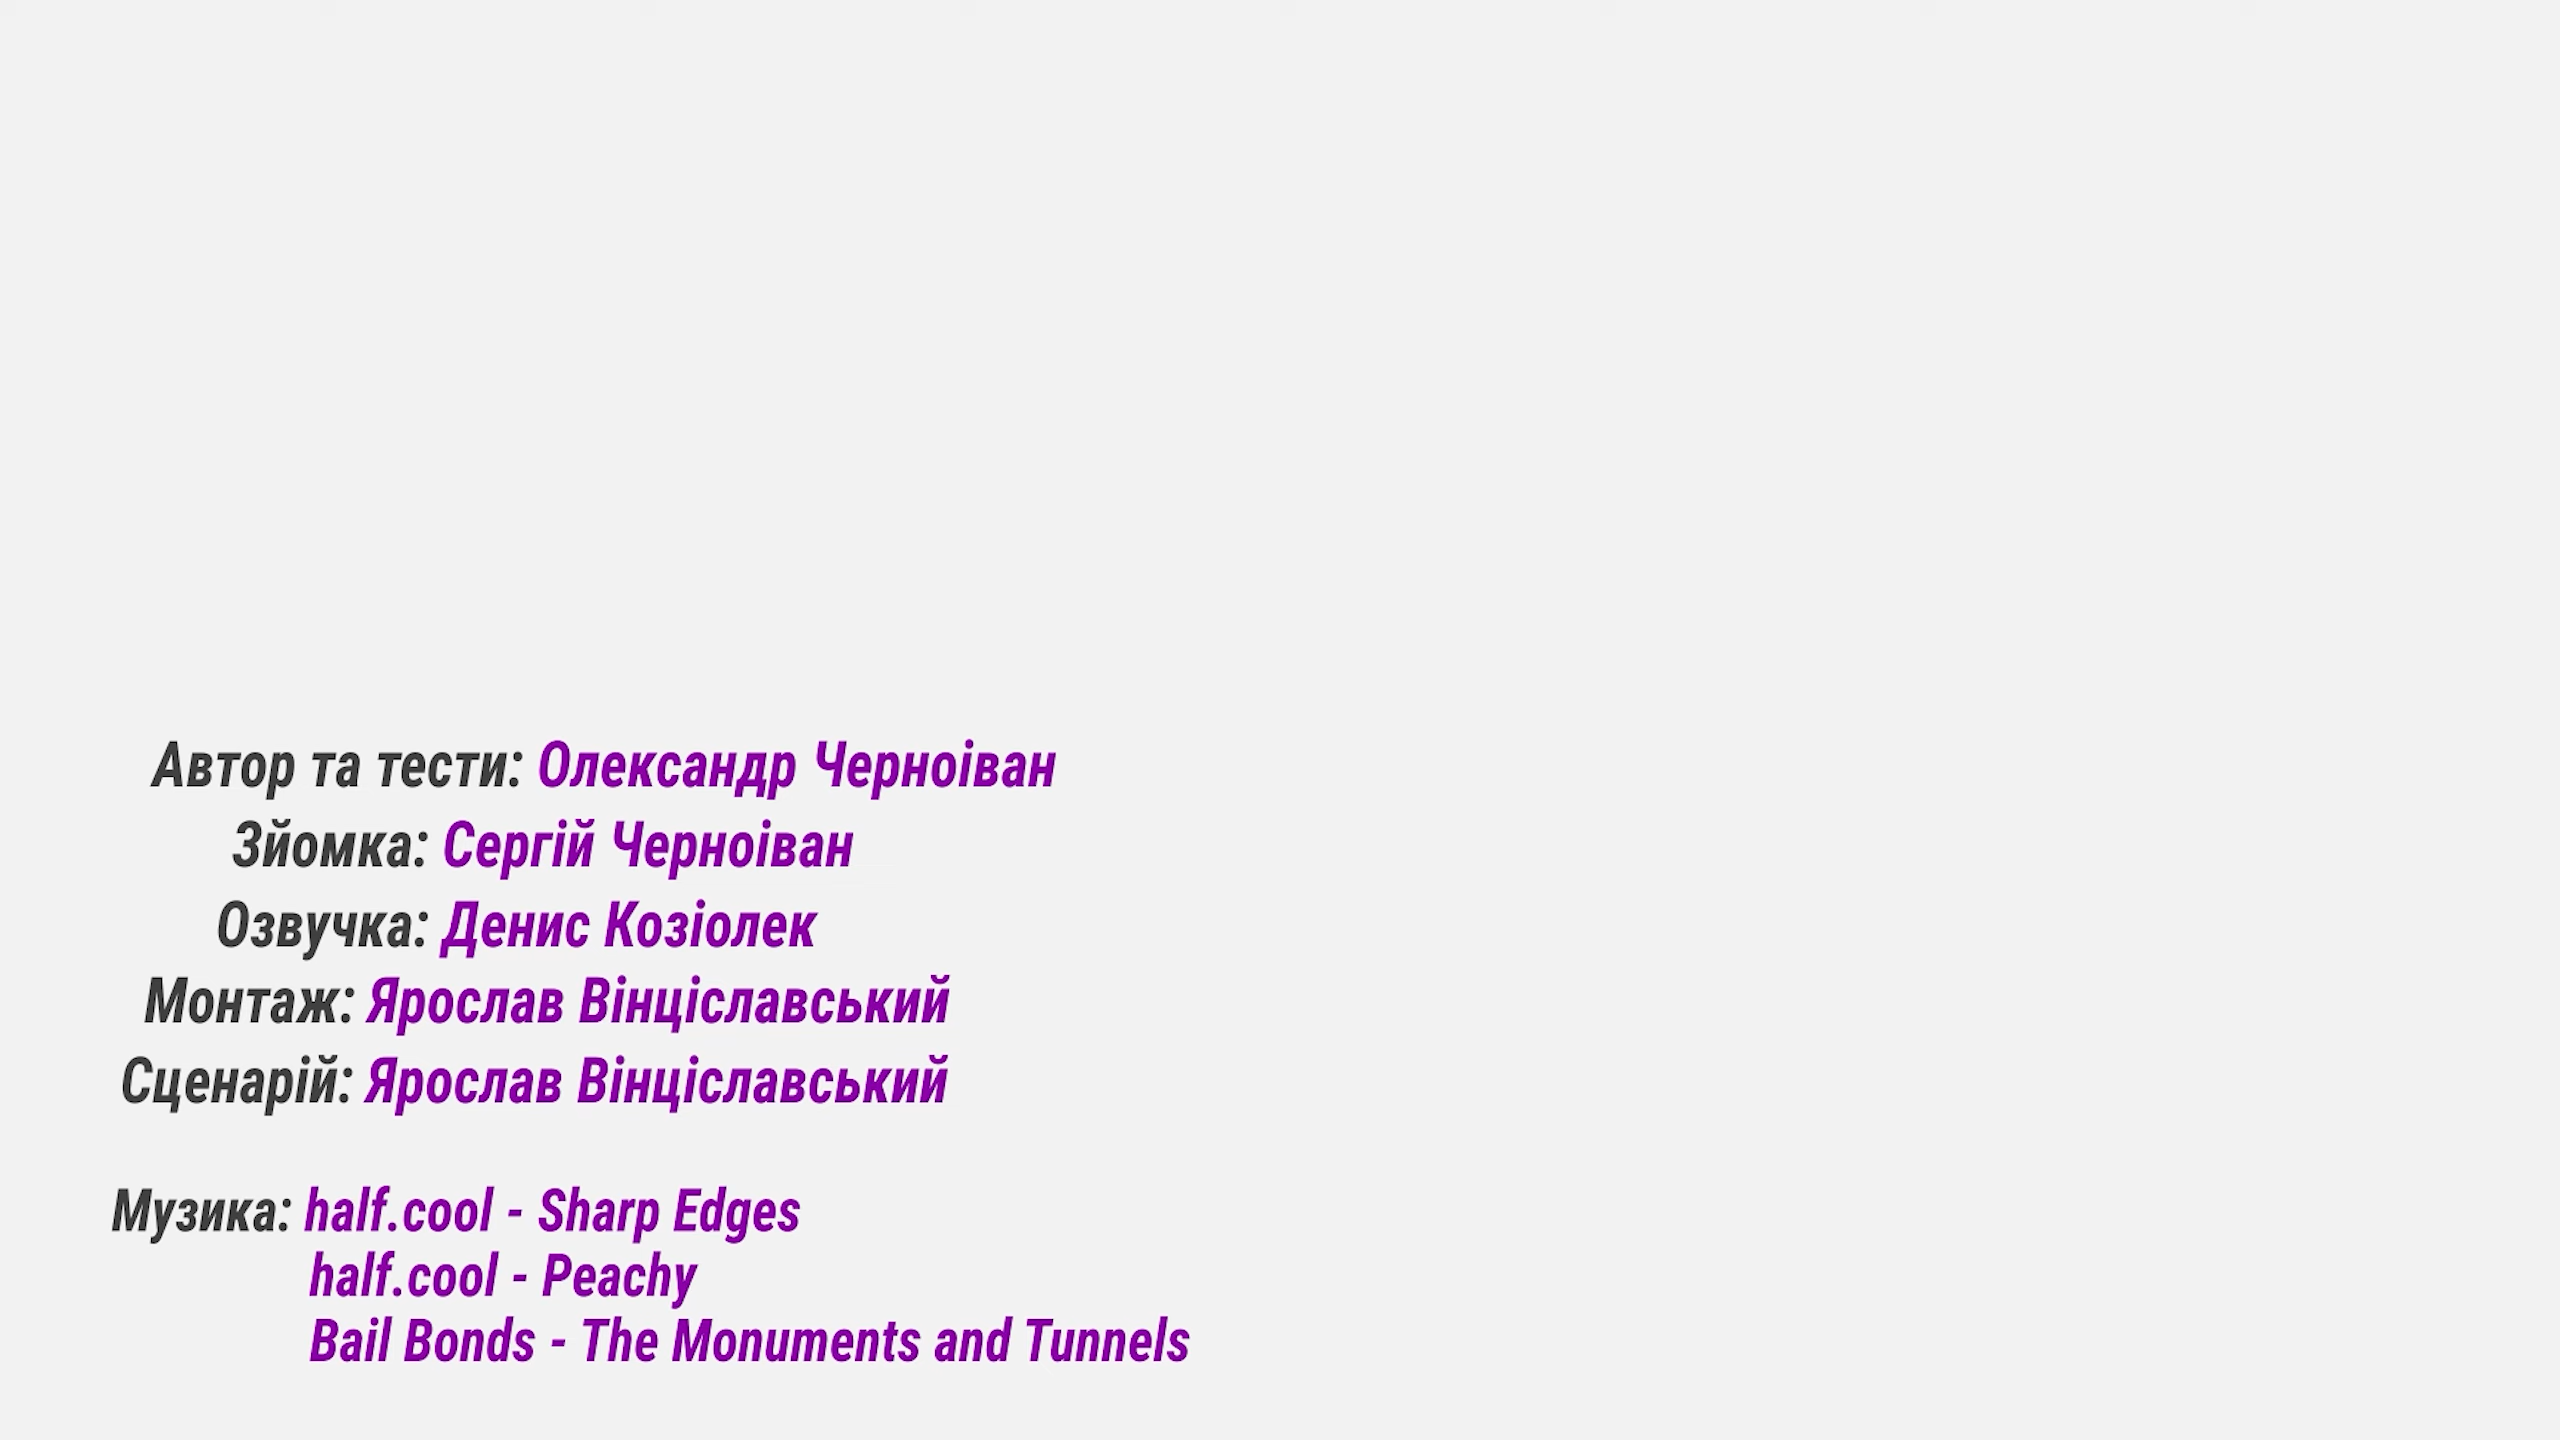 Автор та тести: Олександр Черноіван
Зйомка: Сергій Черноіван
Озвучка: Денис Козіолек
Монтаж: Ярослав Вінціславський
Сценарій: Ярослав Вінціславський
Музика: half.cool - Sharp Edges
half.cool - Peachy
Bail Bonds - The Monuments and Tunnels